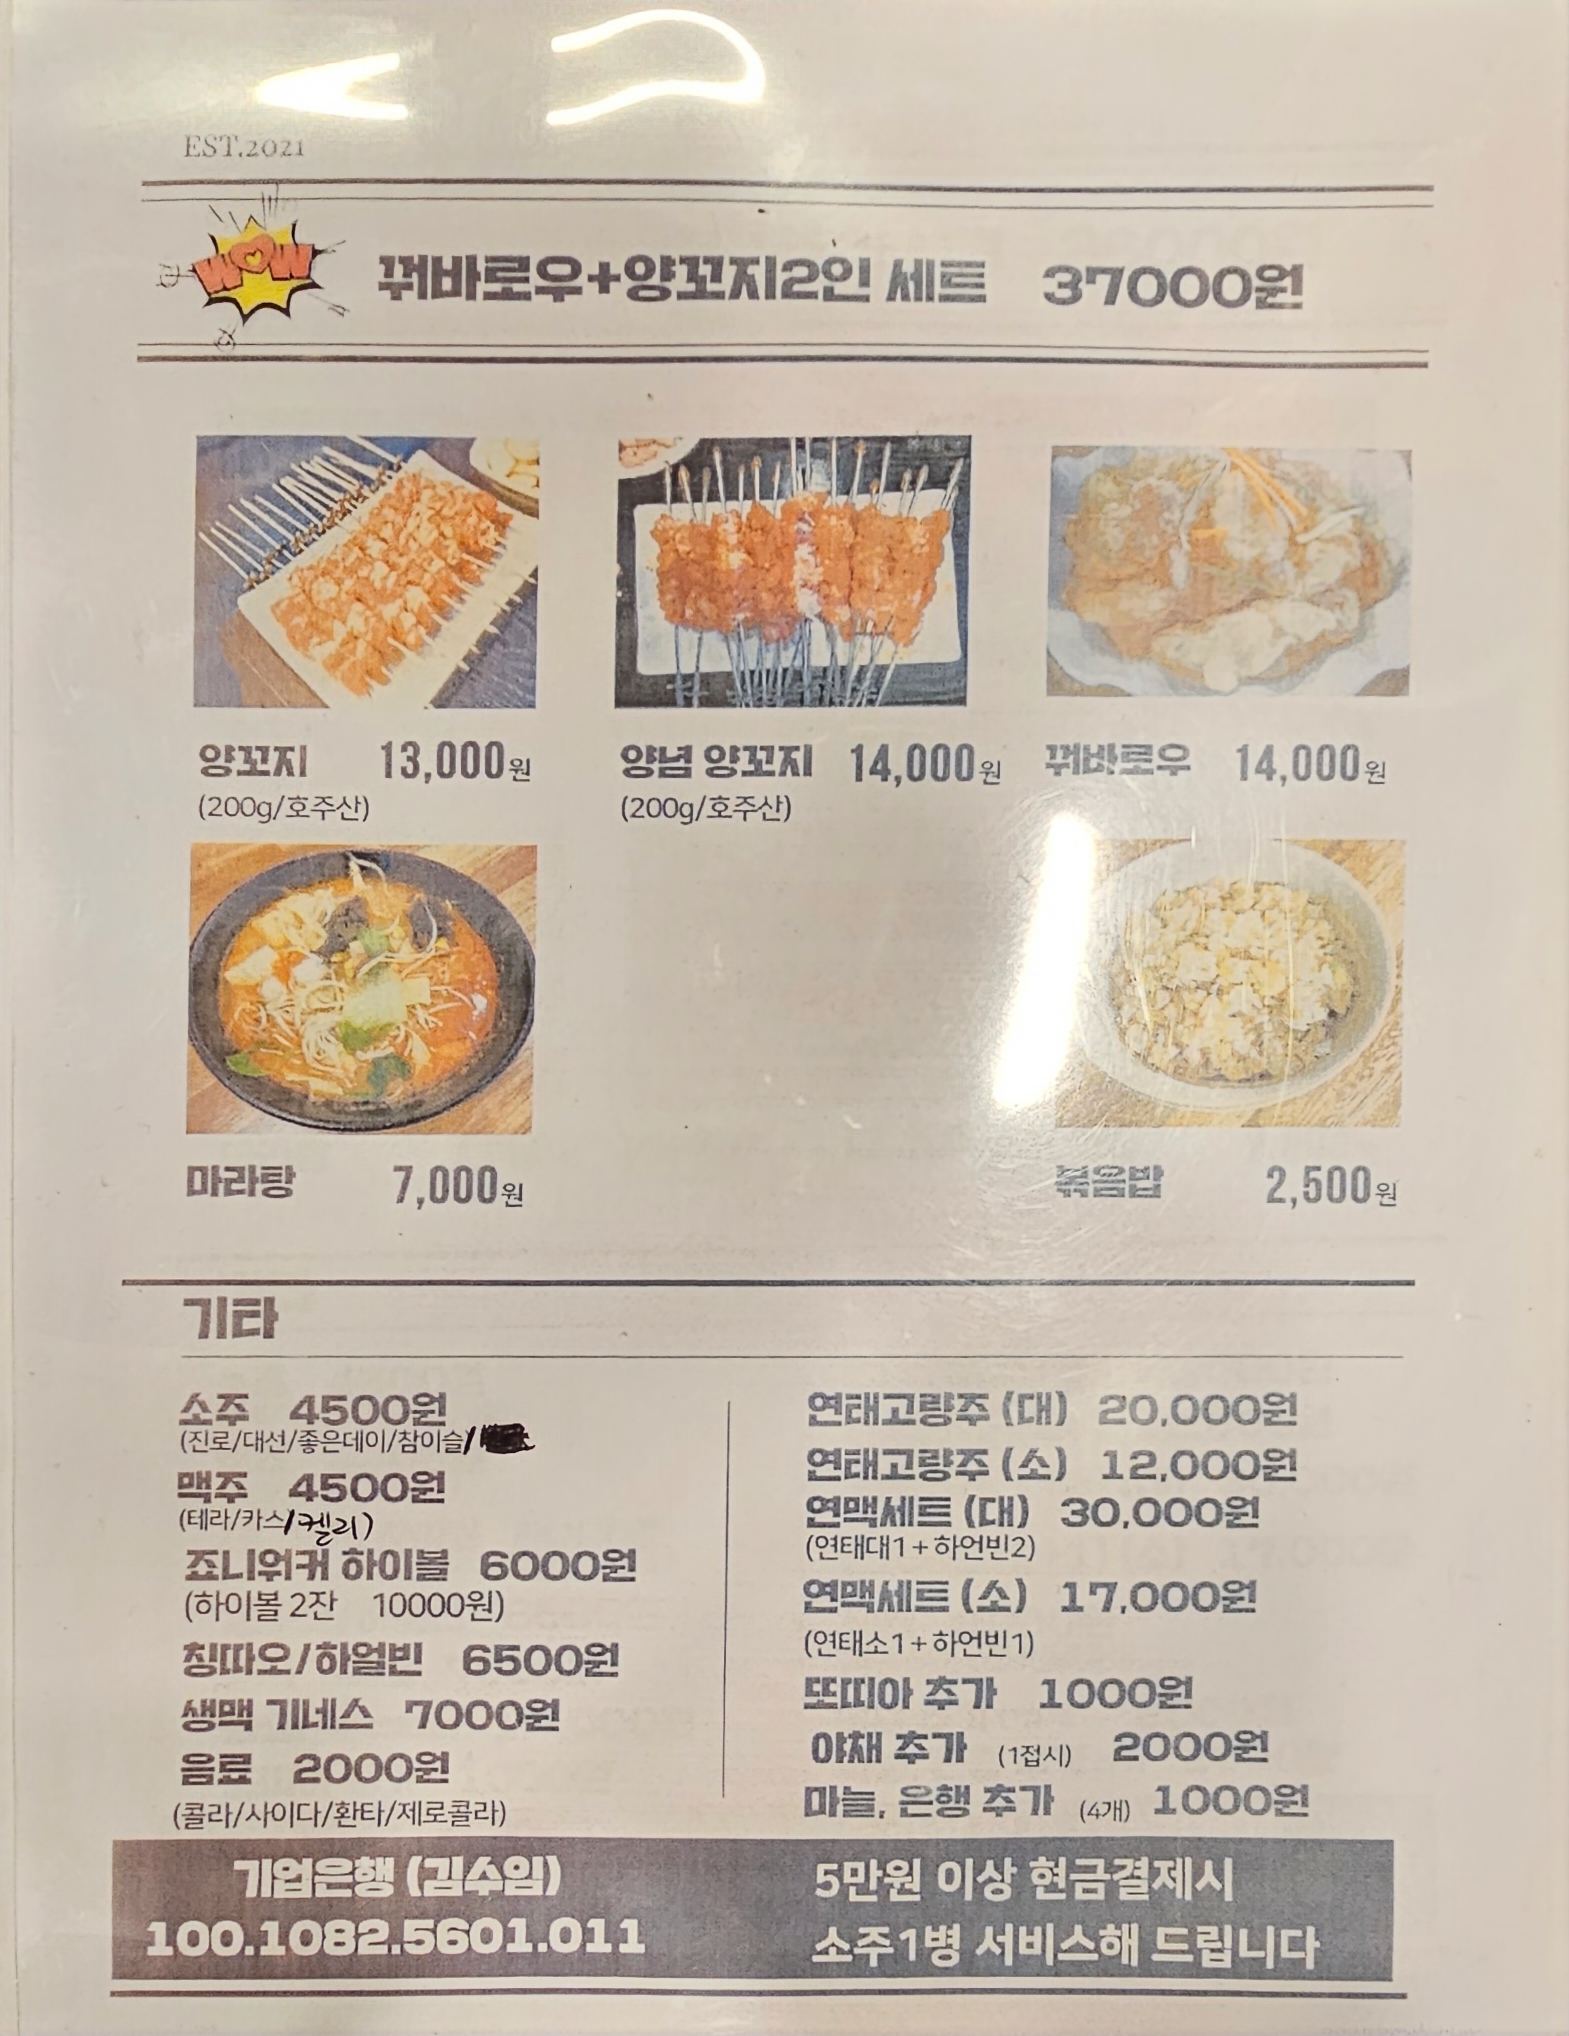 EST.2021
WOW
꿔바로우+양꼬지2인 세트 37000원
양꼬지 13,000원
(200g/호주산)
양념 양꼬지 14,000원
(200g/호주산)
꿔바로우 14,000원
마라탕 7,000원
볶음밥 2,500원
기타
소주 4500원
(진로/대선/좋은데이/참이슬/
맥주 4500원
(테라/카스/켈리)
죠니워커 하이볼 6000원
(하이볼 2잔 10000원)
칭따오/하얼빈 6500원
생맥 기네스 7000원
음료 2000원
(콜라/사이다/환타/제로콜라)
연태고량주 (대) 20,000원
연태고량주 (소) 12,000원
연맥세트 (대) 30,000원
(연태대1+하언빈2)
연맥세트 (소) 17,000원
(연태소1+하언빈1)
또띠아 추가 1000원
야채 추가 (1접시) 2000원
마늘, 은행 추가 (4개) 1000원
기업은행 (김수임)
100.1082.5601.011
5만원 이상 현금결제시
소주1병 서비스해 드립니다